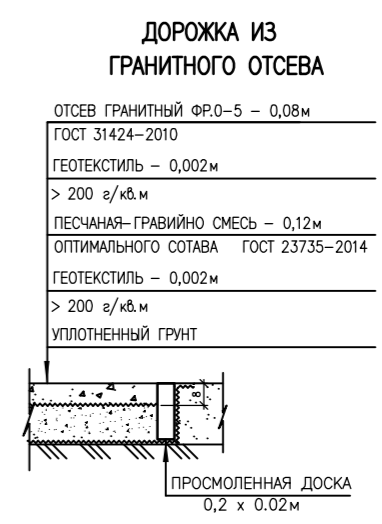 ДОРОЖКА ИЗ
ГРАНИТНОГО ОТСЕВА
ОТСЕВ ГРАНИТНЫЙ ФР.0-5 - 0,08м
ГОСТ 31424-2010
ГЕОТЕКСТИЛЬ - 0,002м
> 200 г/кв.м
ПЕСЧАНАЯ-ГРАВИЙНО СМЕСЬ - 0,12м
ОПТИМАЛЬНОГО СОТАВА ГОСТ 23735-2014
ГЕОТЕКСТИЛЬ - 0,002м
> 200 г/кв.м
УПЛОТНЕННЫЙ ГРУНТ
8
ПРОСМОЛЕННАЯ ДОСКА
0,2 x 0.02м